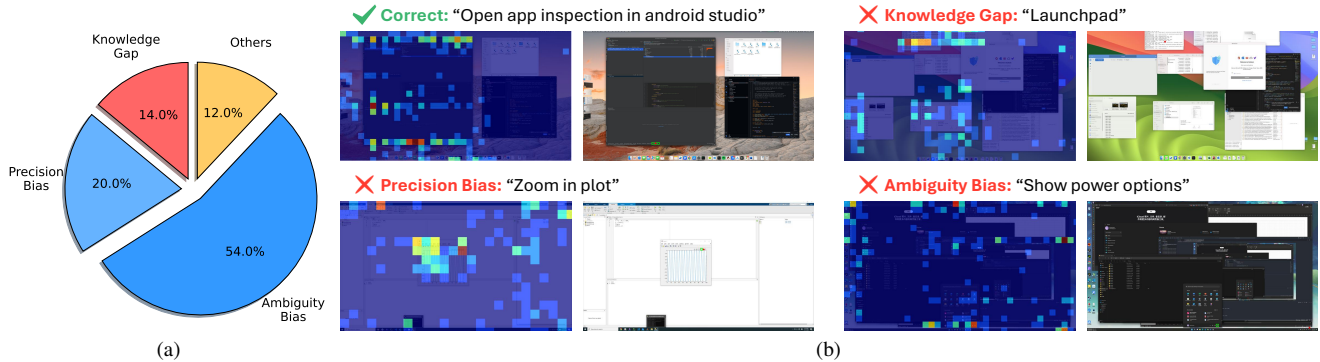 Knowledge
Gap
Others
14.0%
12.0%
Precision
Bias
20.0%
54.0%
Ambiguity
Bias
(a)
Correct: “Open app inspection in android studio”
Knowledge Gap: “Launchpad”
Precision Bias: “Zoom in plot”
Ambiguity Bias: “Show power options”
(b)